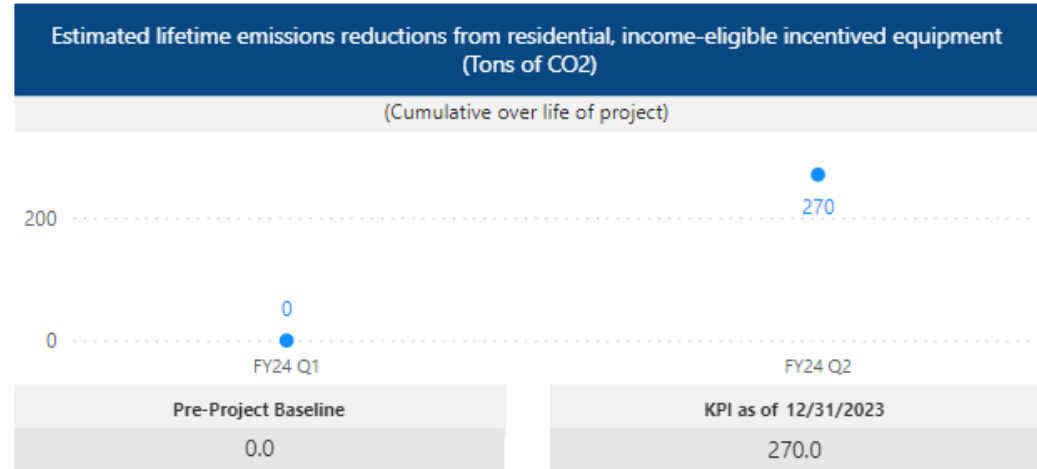 Estimated lifetime emissions reductions from residential, income-eligible incentived equipment
(Tons of CO2)
(Cumulative over life of project)
270
200
0
0
FY24 Q1
FY24 Q2
Pre-Project Baseline
KPI as of 12/31/2023
0.0
270.0